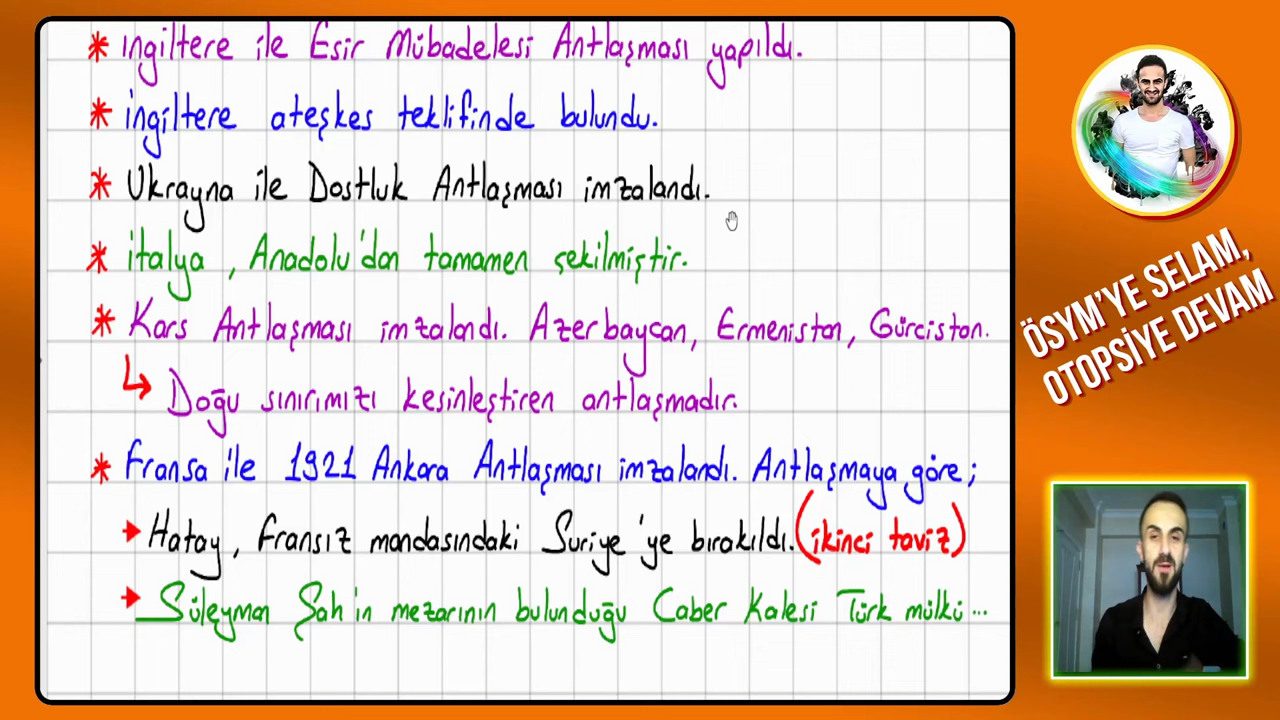 * İngiltere ile Esir Mübadelesi Antlaşması yapıldı.
* İngiltere ateşkes teklifinde bulundu.
* Ukrayna ile Dostluk Antlaşması imzalandı.
* İtalya, Anadolu'dan tamamen çekilmiştir.
* Kars Antlaşması imzalandı. Azerbaycan, Ermenistan, Gürcistan.
↳ Doğu sınırımızı kesinleştiren antlaşmadır.
* Fransa ile 1921 Ankara Antlaşması imzalandı. Antlaşmaya göre;
➤ Hatay, Fransız mandasındaki Suriye'ye bırakıldı. (ikinci taviz)
➤ Süleyman Şah'ın mezarının bulunduğu Caber Kalesi Türk mülkü...
ÖSYM'YE SELAM,
OTOPSİYE DEVAM